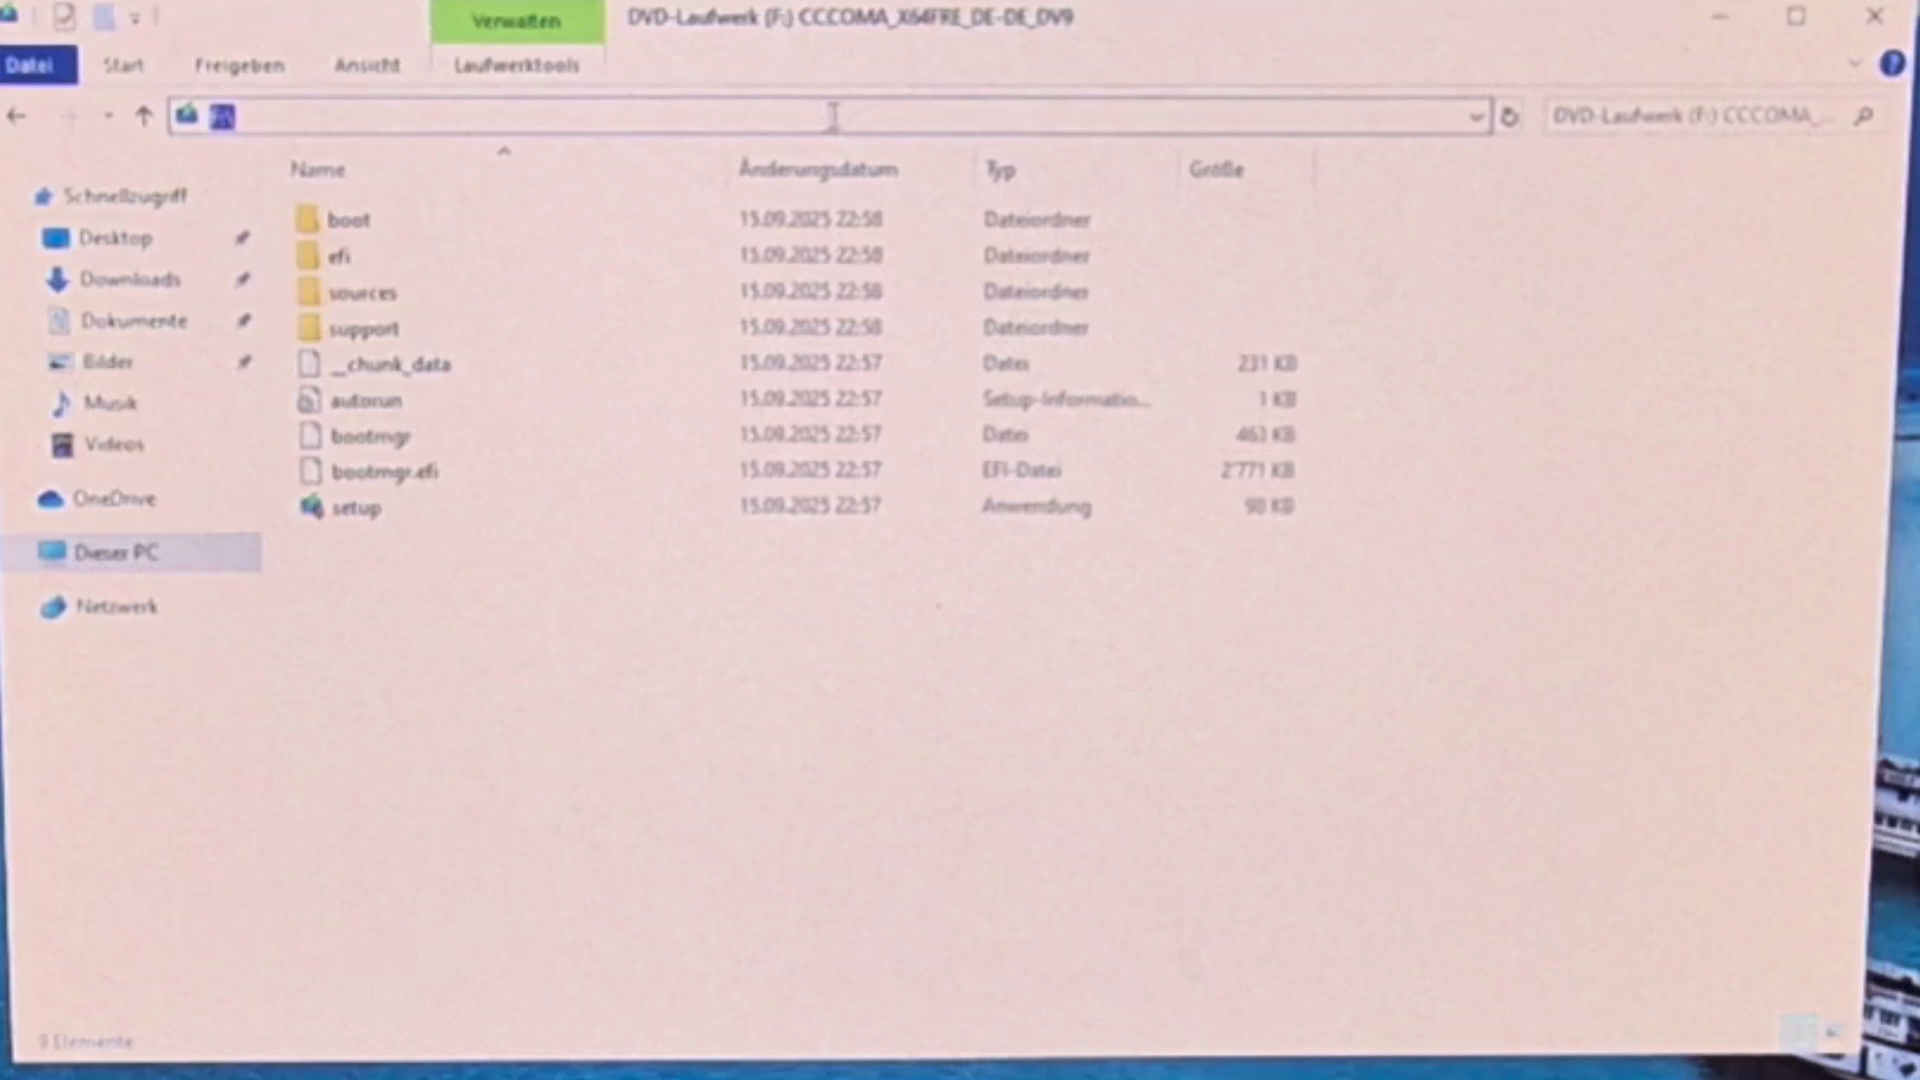 Verwalten
DVD-Laufwerk (F:) CCCOMA_X64FRE_DE-DE_DV9
Datei Start Freigeben Ansicht Laufwerktools
F:\ DVD-Laufwerk (F:) CCCOMA_...
Name Änderungsdatum Typ Größe
Schnellzugriff
Desktop
Downloads
Dokumente
Bilder
Musik
Videos
OneDrive
Dieser PC
Netzwerk
boot 15.09.2025 22:58 Dateiordner
efi 15.09.2025 22:58 Dateiordner
sources 15.09.2025 22:58 Dateiordner
support 15.09.2025 22:58 Dateiordner
__chunk_data 15.09.2025 22:57 Datei 231 KB
autorun 15.09.2025 22:57 Setup-Informatio... 1 KB
bootmgr 15.09.2025 22:57 Datei 463 KB
bootmgr.efi 15.09.2025 22:57 EFI-Datei 2'771 KB
setup 15.09.2025 22:57 Anwendung 98 KB
9 Elemente